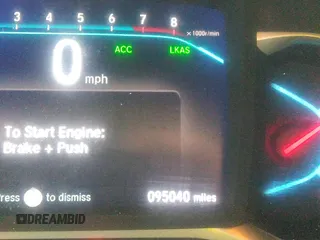 3 4 5 6 7 8
×1000r/min
0 mph
ACC LKAS
To Start Engine:
Brake + Push
Press to dismiss
095040 miles
DREAMBID